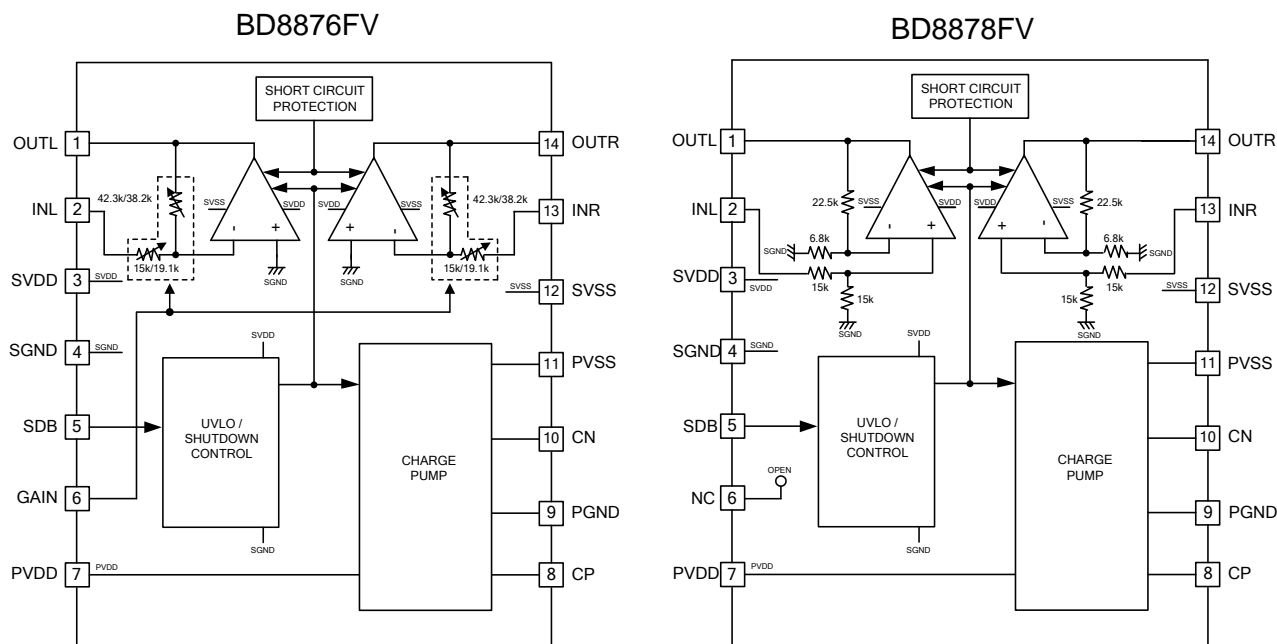 BD8876FV
SHORT CIRCUIT
PROTECTION
OUTL 1
14 OUTR
42.3k/38.2k
42.3k/38.2k
SVSS
SVDD
SVDD
SVSS
INL 2
13 INR
-
+
+
-
15k/19.1k
SGND
SGND
15k/19.1k
SVDD 3 SVDD
SVSS 12 SVSS
SGND 4 SGND
SVDD
11 PVSS
SDB 5
UVLO /
SHUTDOWN
CONTROL
10 CN
CHARGE
PUMP
GAIN 6
9 PGND
SGND
PVDD 7 PVDD
8 CP
BD8878FV
SHORT CIRCUIT
PROTECTION
OUTL 1
14 OUTR
22.5k
22.5k
SVSS
SVDD
SVDD
SVSS
INL 2
13 INR
-
+
+
-
6.8k
6.8k
SGND
SGND
SVDD 3 SVDD
15k
15k
15k
15k
SGND
SGND
SVSS 12 SVSS
SGND 4 SGND
SVDD
11 PVSS
SDB 5
UVLO /
SHUTDOWN
CONTROL
10 CN
CHARGE
PUMP
OPEN
NC 6
9 PGND
SGND
PVDD 7 PVDD
8 CP